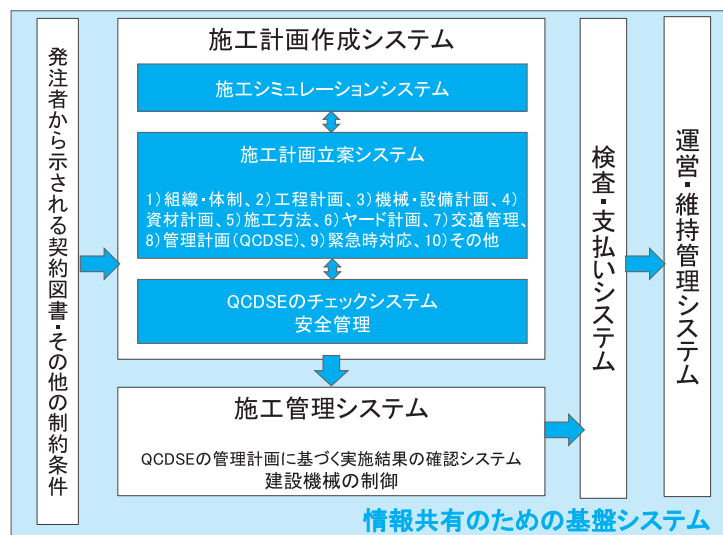 発注者から示される契約図書・その他の制約条件
施工計画作成システム
施工シミュレーションシステム
施工計画立案システム
1)組織・体制、2)工程計画、3)機械・設備計画、4)
資材計画、5)施工方法、6)ヤード計画、7)交通管理、
8)管理計画(QCDSE)、9)緊急時対応、10)その他
QCDSEのチェックシステム
安全管理
施工管理システム
QCDSEの管理計画に基づく実施結果の確認システム
建設機械の制御
検査・支払いシステム
運営・維持管理システム
情報共有のための基盤システム